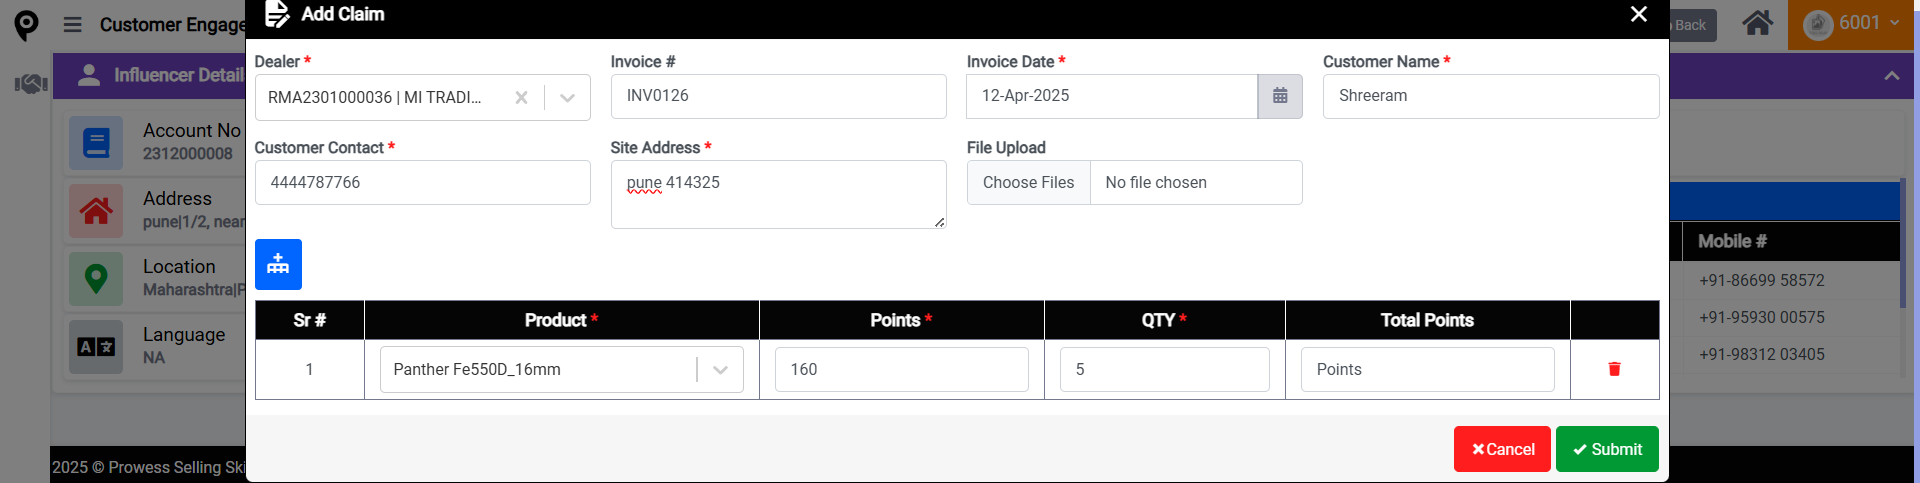 Customer Engage
Add Claim
Back
6001
Influencer Detail
Account No
2312000008
Address
pune|1/2, near
Location
Maharashtra|P
Language
NA
Dealer *
RMA2301000036 | MI TRADI...
Invoice #
INV0126
Invoice Date *
12-Apr-2025
Customer Name *
Shreeram
Customer Contact *
4444787766
Site Address *
pune 414325
File Upload
Choose Files No file chosen
Sr # Product * Points * QTY * Total Points
1 Panther Fe550D_16mm 160 5 Points
Mobile #
+91-86699 58572
+91-95930 00575
+91-98312 03405
Cancel Submit
2025 © Prowess Selling Ski